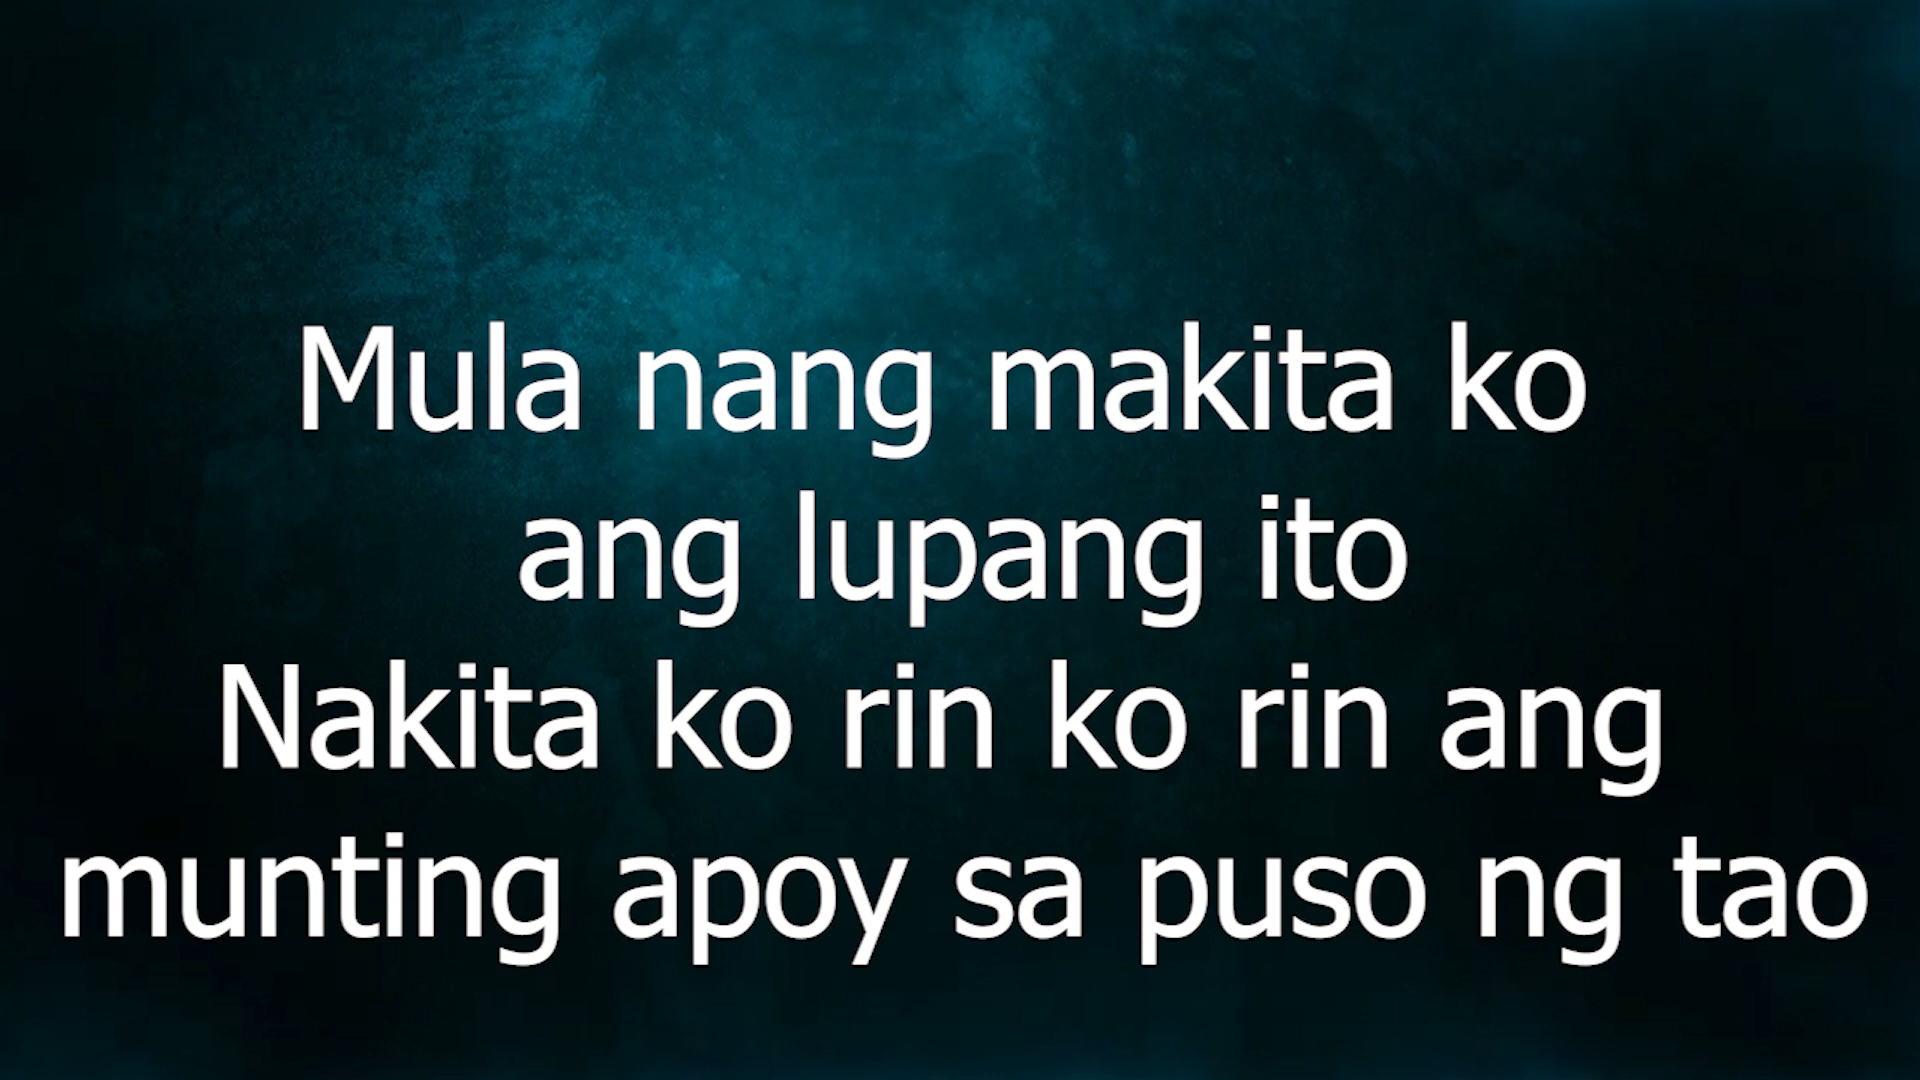 Mula nang makita ko
ang lupang ito
Nakita ko rin ko rin ang
munting apoy sa puso ng tao